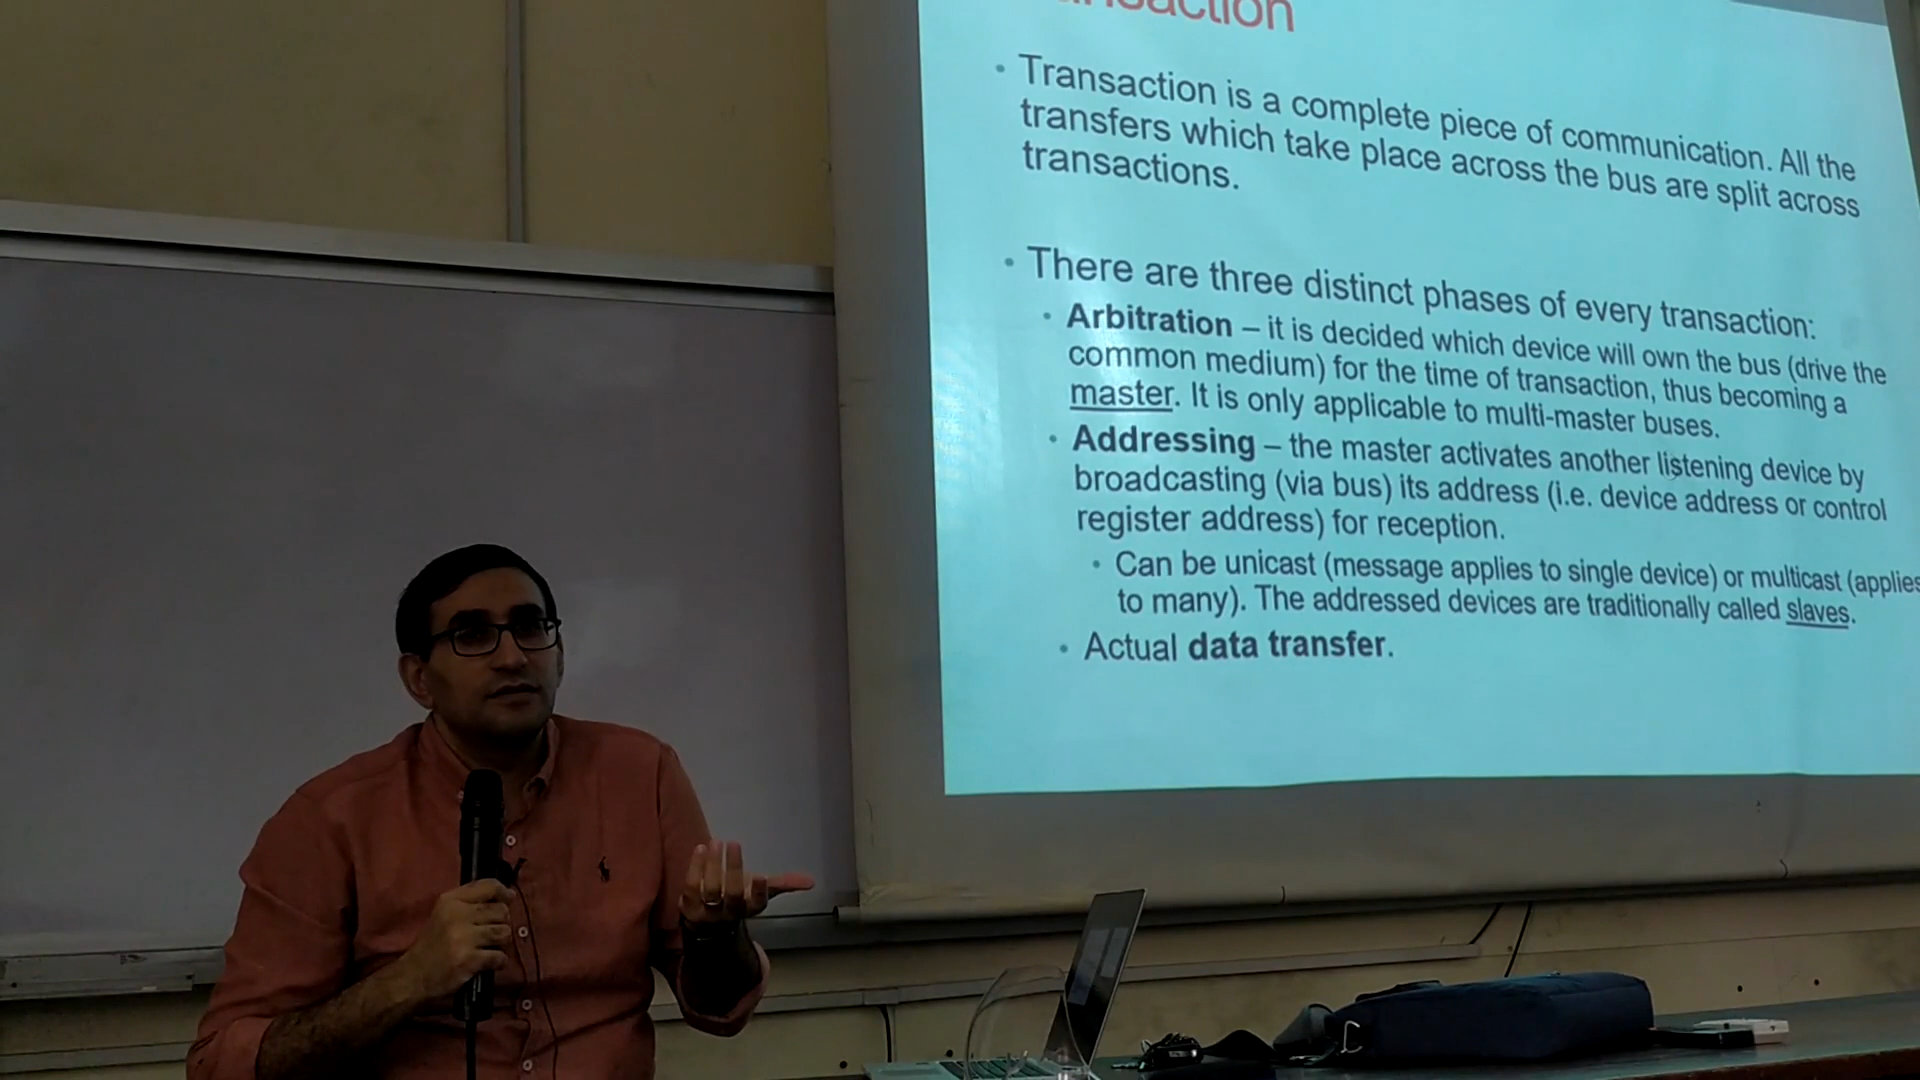 • Transaction is a complete piece of communication. All the
transfers which take place across the bus are split across
transactions.
• There are three distinct phases of every transaction:
• Arbitration – it is decided which device will own the bus (drive the
common medium) for the time of transaction, thus becoming a
master. It is only applicable to multi-master buses.
• Addressing – the master activates another listening device by
broadcasting (via bus) its address (i.e. device address or control
register address) for reception.
• Can be unicast (message applies to single device) or multicast (applies
to many). The addressed devices are traditionally called slaves.
• Actual data transfer.